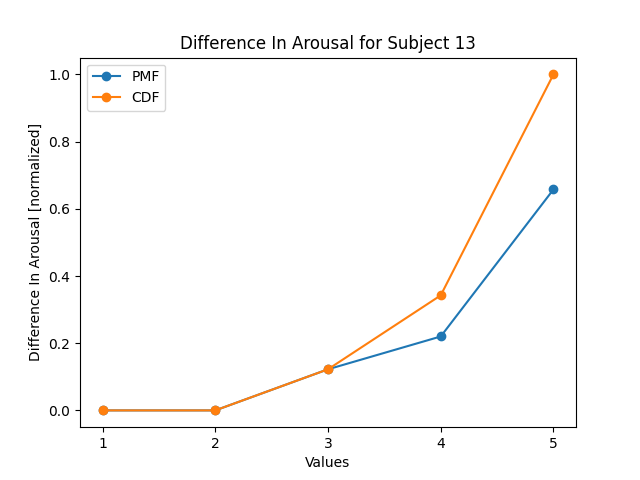 Difference In Arousal for Subject 13
PMF
CDF
Difference In Arousal [normalized]
1.0
0.8
0.6
0.4
0.2
0.0
1 2 3 4 5
Values